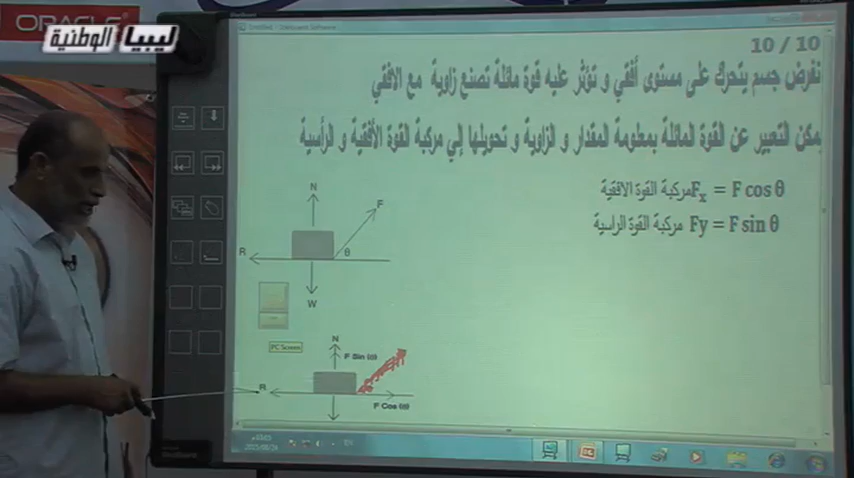 ORACLE
ليبيا الوطنية
10 / 10
نفرض جسم يتحرك على مستوى أفقي و تؤثر عليه قوة مائلة تصنع زاوية مع الافقي
يمكن التعبير عن القوة المائلة بمعلومة المقدار و الزاوية و تحويلها إلي مركبة القوة الأفقية و الرأسية
مركبة القوة الافقية Fx = F cos θ
مركبة القوة الراسية Fy = F sin θ
N
F
R
θ
W
PC Screen
N
F Sin (θ)
R
F Cos (θ)